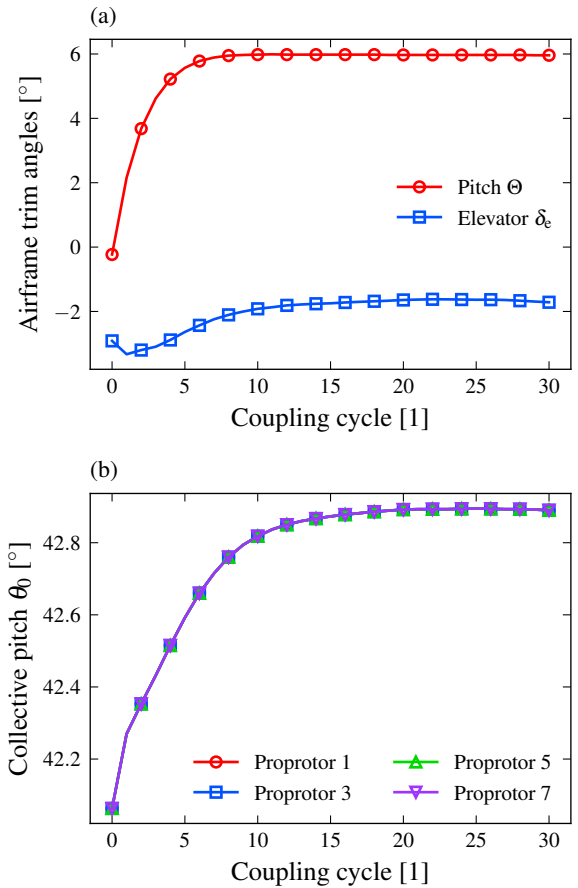 (a)
Airframe trim angles [°]
6
4
2
0
−2
Pitch Θ
Elevator δe
0 5 10 15 20 25 30
Coupling cycle [1]
(b)
Collective pitch θ0 [°]
42.8
42.6
42.4
42.2
Proprotor 1 Proprotor 5
Proprotor 3 Proprotor 7
0 5 10 15 20 25 30
Coupling cycle [1]